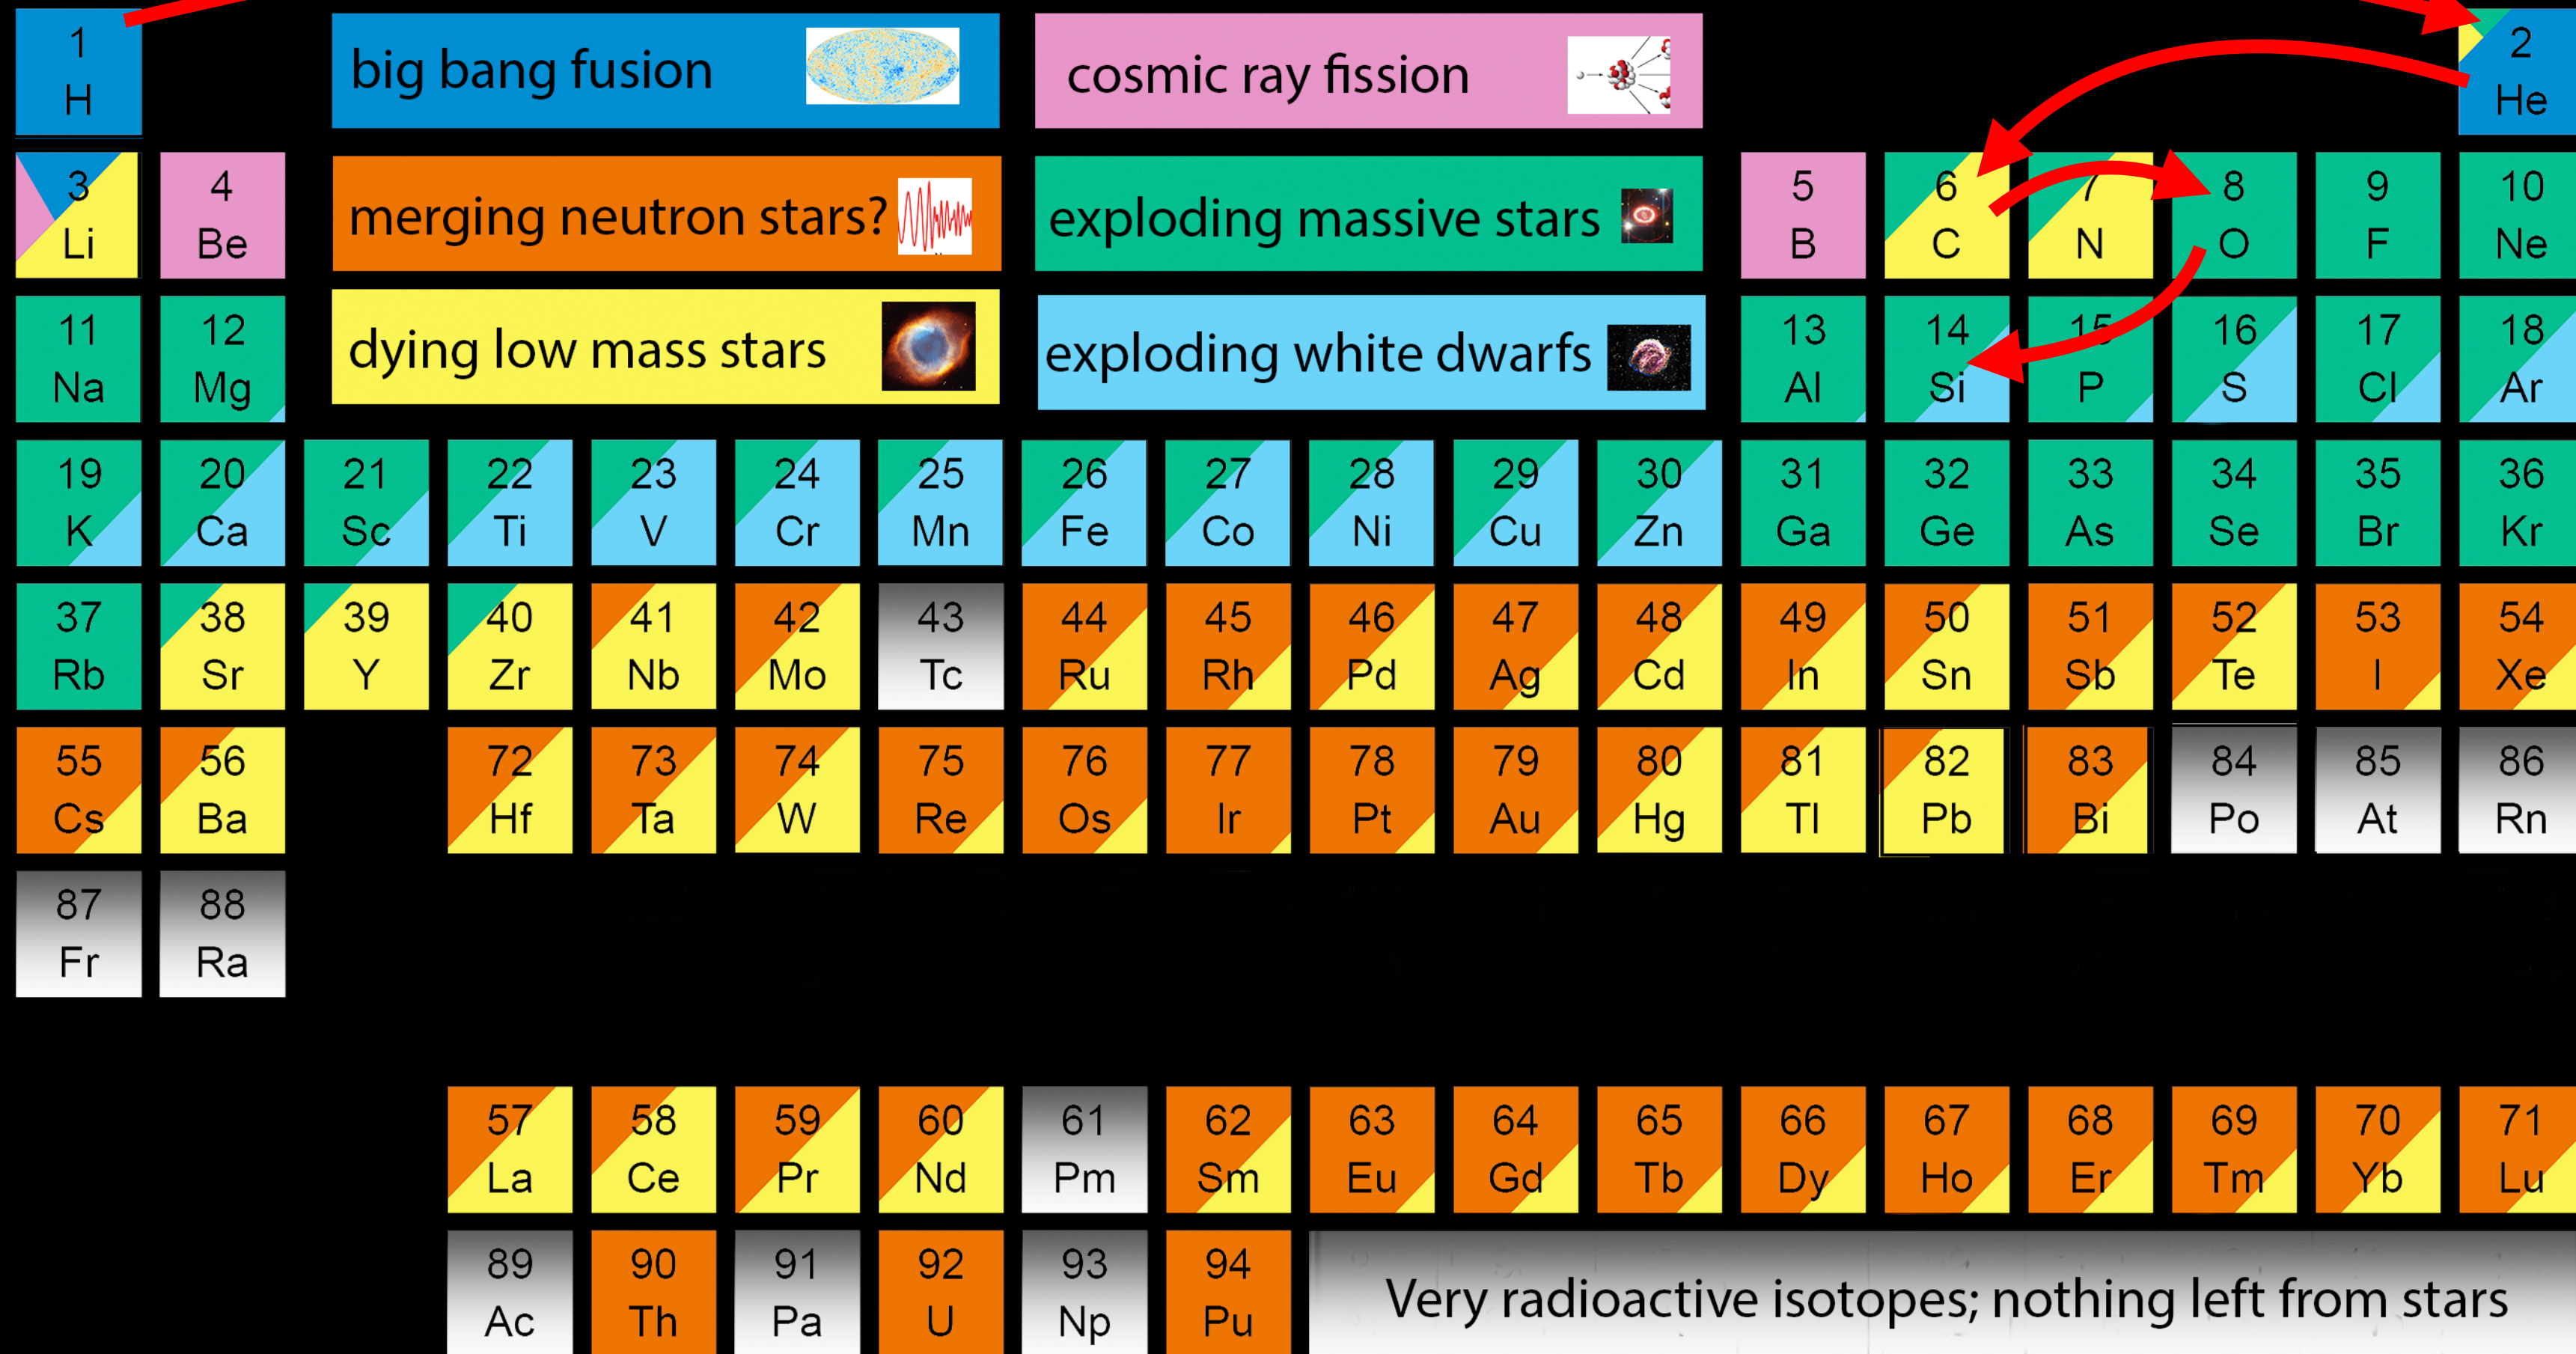 1
H
big bang fusion
cosmic ray fission
2
He
3
Li
4
Be
merging neutron stars?
exploding massive stars
5
B
6
C
7
N
8
O
9
F
10
Ne
11
Na
12
Mg
dying low mass stars
exploding white dwarfs
13
Al
14
Si
15
P
16
S
17
Cl
18
Ar
19
K
20
Ca
21
Sc
22
Ti
23
V
24
Cr
25
Mn
26
Fe
27
Co
28
Ni
29
Cu
30
Zn
31
Ga
32
Ge
33
As
34
Se
35
Br
36
Kr
37
Rb
38
Sr
39
Y
40
Zr
41
Nb
42
Mo
43
Tc
44
Ru
45
Rh
46
Pd
47
Ag
48
Cd
49
In
50
Sn
51
Sb
52
Te
53
I
54
Xe
55
Cs
56
Ba
72
Hf
73
Ta
74
W
75
Re
76
Os
77
Ir
78
Pt
79
Au
80
Hg
81
Tl
82
Pb
83
Bi
84
Po
85
At
86
Rn
87
Fr
88
Ra
57
La
58
Ce
59
Pr
60
Nd
61
Pm
62
Sm
63
Eu
64
Gd
65
Tb
66
Dy
67
Ho
68
Er
69
Tm
70
Yb
71
Lu
89
Ac
90
Th
91
Pa
92
U
93
Np
94
Pu
Very radioactive isotopes; nothing left from stars